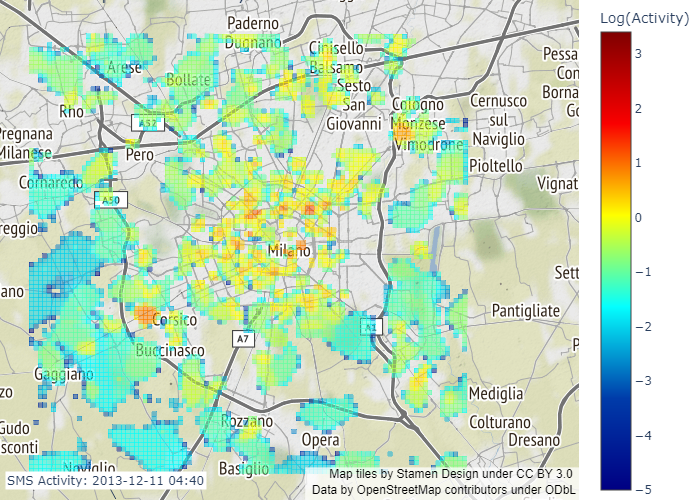 Paderno
Dugnano
Cinisello
Balsamo
Log(Activity)
Arese
Bollate
Sesto
San
Giovanni
Pessa
Con
Borna
Go
Rho
A52
Cologno
Monzese
Cernusco
sul
Naviglio
Pregnana
Milanese
Pero
Vimodrone
Pioltello
Cornaredo
A50
Vignat
reggio
Milano
Sett
ano
Corsico
A1
Pantigliate
A7
Buccinasco
P
Gaggiano
zo
Mediglia
Rozzano
Colturano
Gudo
sconti
Opera
Dresano
Noviglio
Basiglio
SMS Activity: 2013-12-11 04:40
Map tiles by Stamen Design under CC BY 3.0
Data by OpenStreetMap contributors under ODbL
3
2
1
0
−1
−2
−3
−4
−5